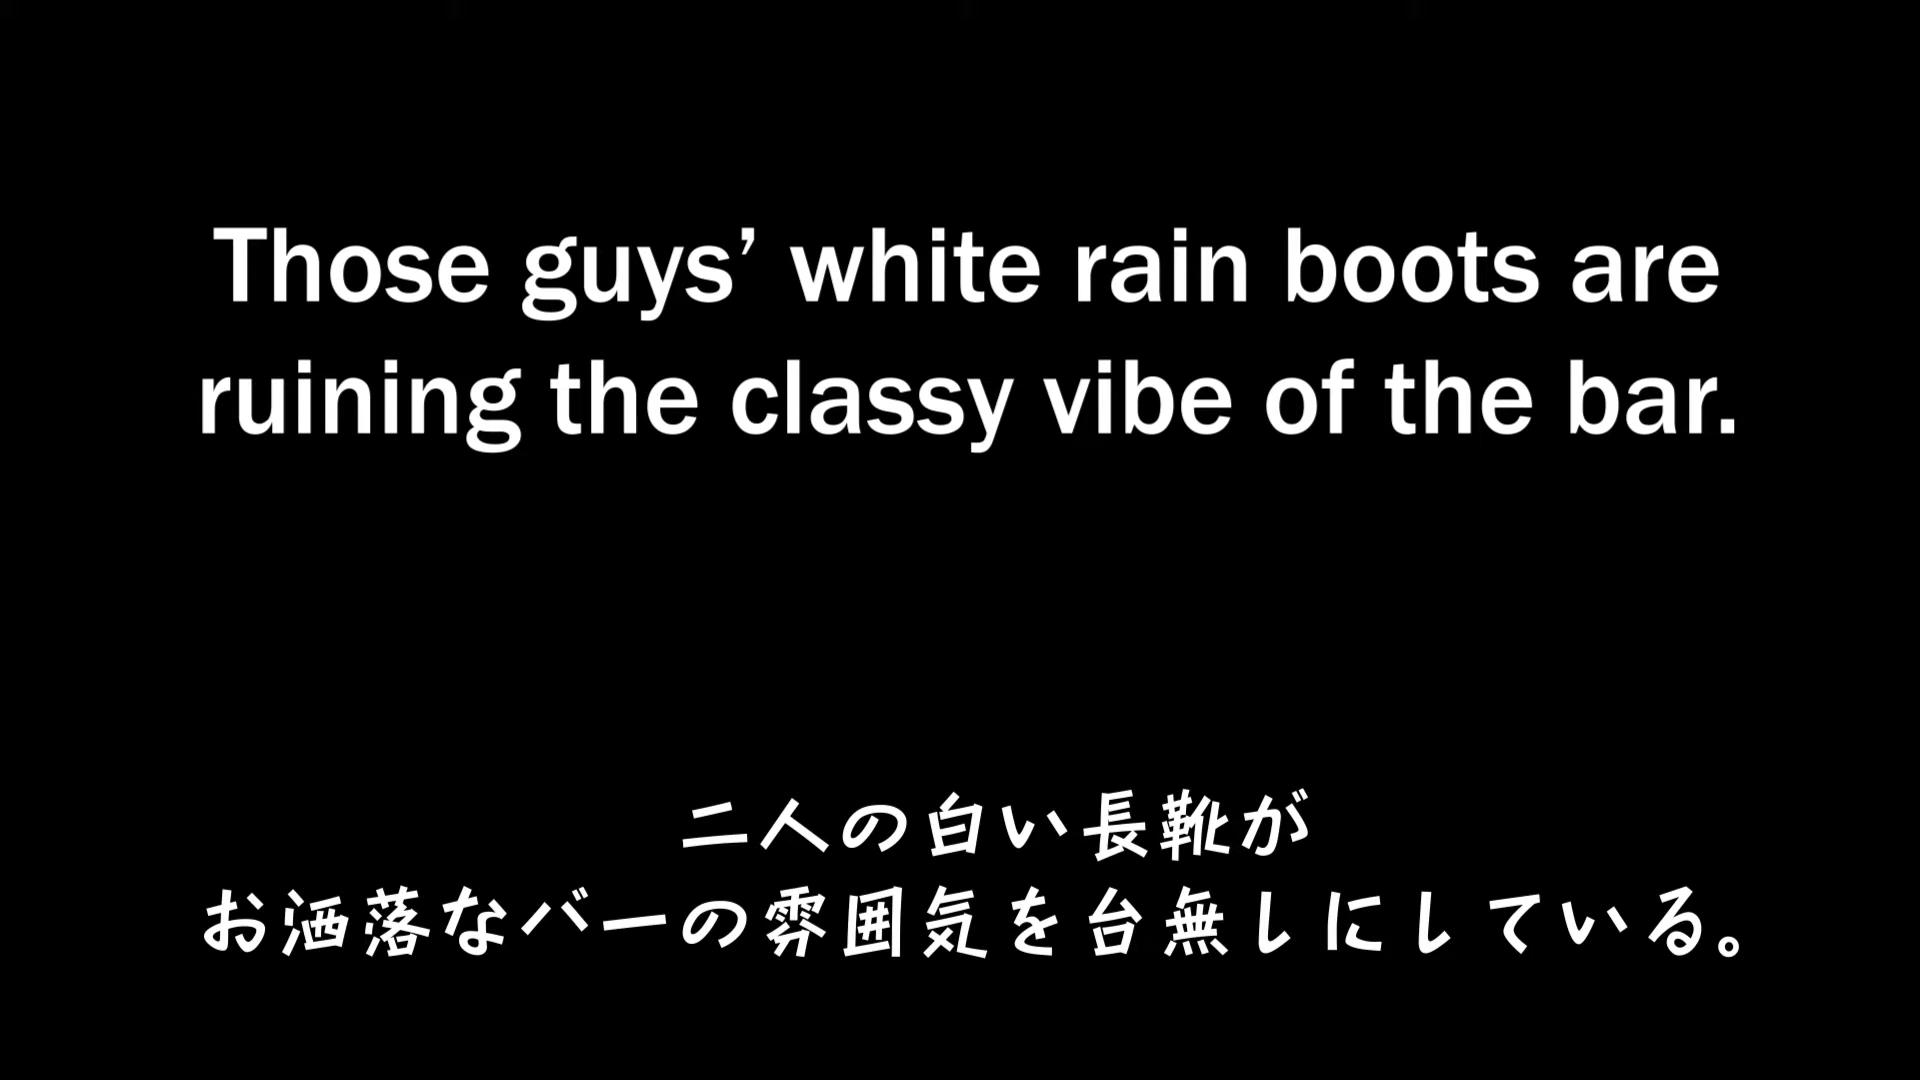 Those guys’ white rain boots are
ruining the classy vibe of the bar.
二人の白い長靴が
お洒落なバーの雰囲気を台無しにしている。